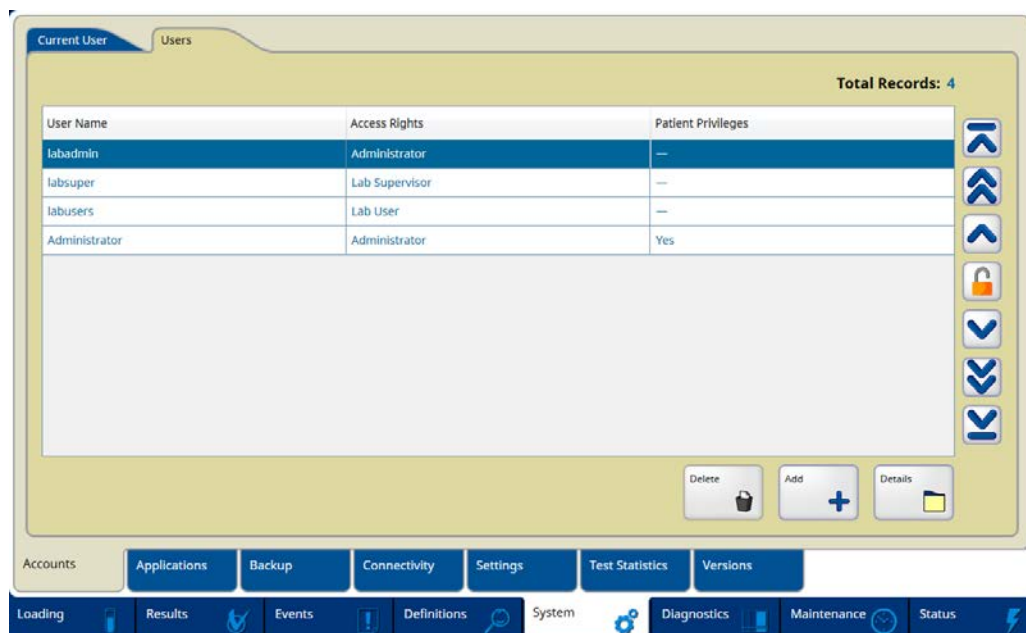 Current User Users
Total Records: 4
User Name Access Rights Patient Privileges
labadmin Administrator —
labsuper Lab Supervisor —
labusers Lab User —
Administrator Administrator Yes
Delete Add Details
Accounts Applications Backup Connectivity Settings Test Statistics Versions
Loading Results Events Definitions System Diagnostics Maintenance Status